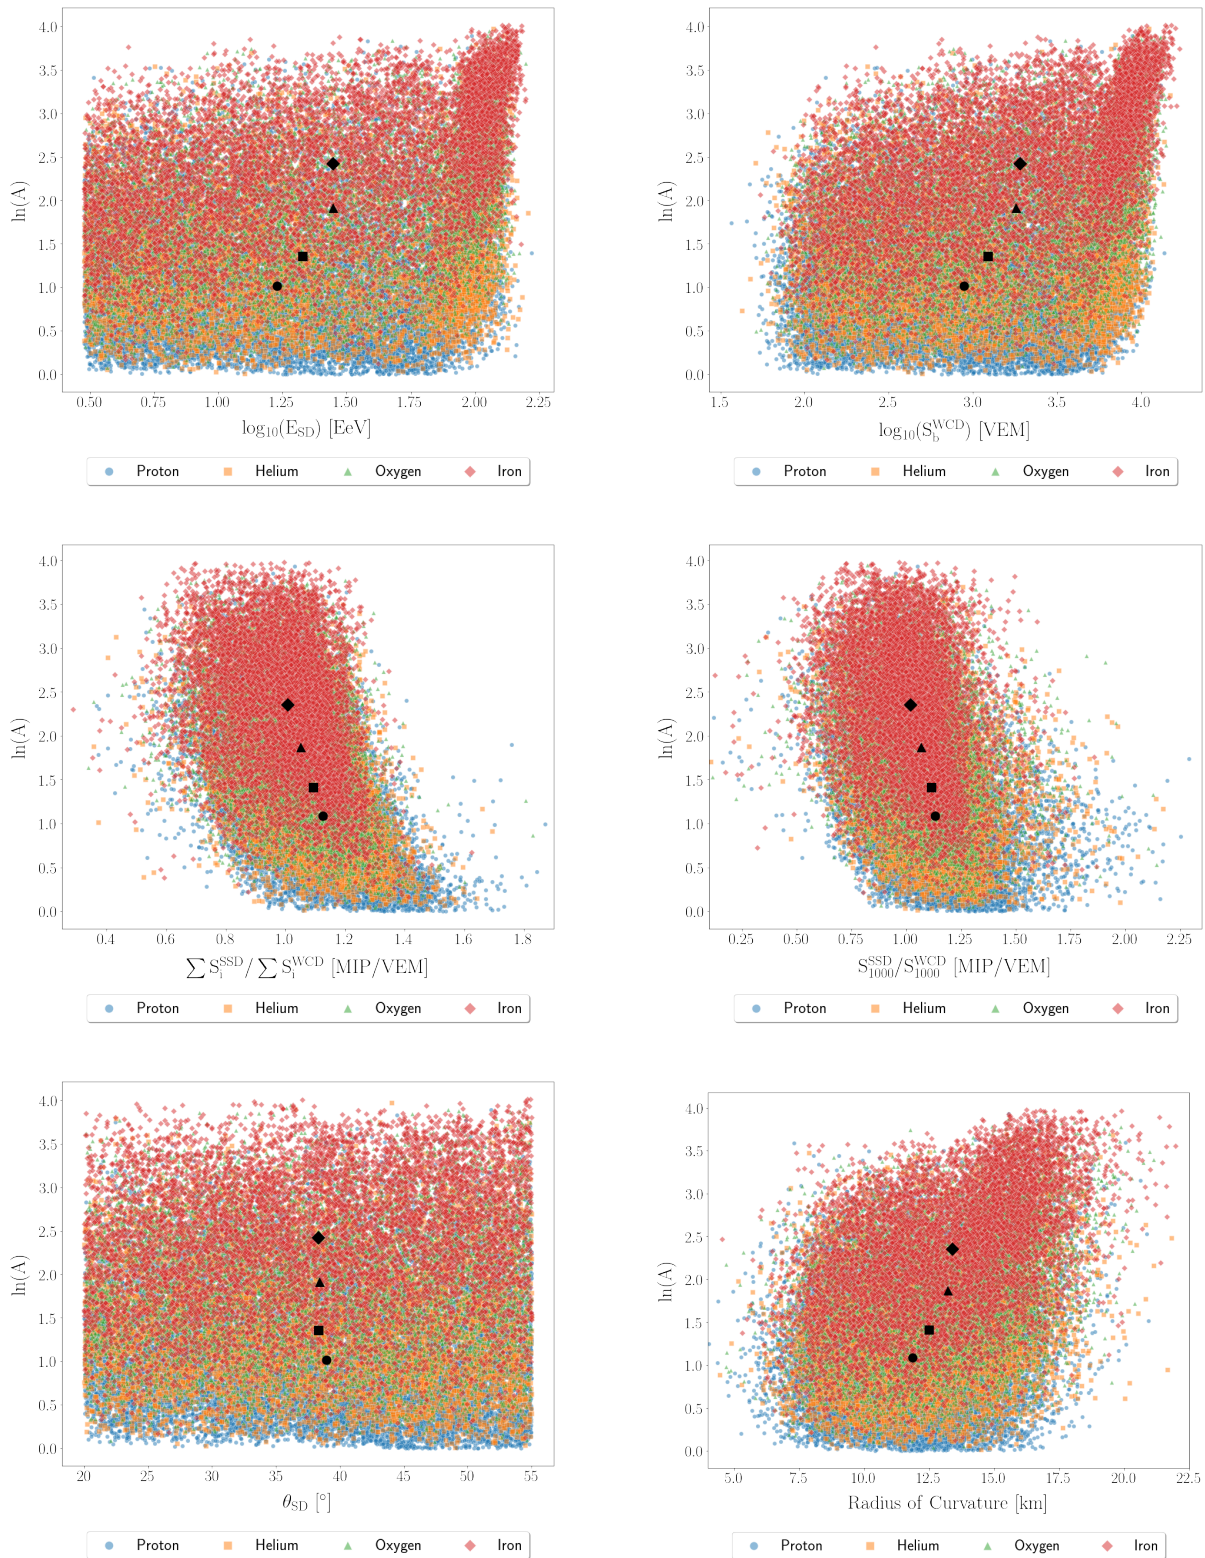 4.0
3.5
3.0
2.5
2.0
1.5
1.0
0.5
0.0
ln(A)
0.50 0.75 1.00 1.25 1.50 1.75 2.00 2.25
log₁₀(E_SD) [EeV]
Proton Helium Oxygen Iron
4.0
3.5
3.0
2.5
2.0
1.5
1.0
0.5
0.0
ln(A)
1.5 2.0 2.5 3.0 3.5 4.0
log₁₀(S_b^WCD) [VEM]
Proton Helium Oxygen Iron
4.0
3.5
3.0
2.5
2.0
1.5
1.0
0.5
0.0
ln(A)
0.4 0.6 0.8 1.0 1.2 1.4 1.6 1.8
∑ S_i^SSD / ∑ S_i^WCD [MIP/VEM]
Proton Helium Oxygen Iron
4.0
3.5
3.0
2.5
2.0
1.5
1.0
0.5
0.0
ln(A)
0.25 0.50 0.75 1.00 1.25 1.50 1.75 2.00 2.25
S_1000^SSD/S_1000^WCD [MIP/VEM]
Proton Helium Oxygen Iron
4.0
3.5
3.0
2.5
2.0
1.5
1.0
0.5
0.0
ln(A)
20 25 30 35 40 45 50 55
θ_SD [°]
Proton Helium Oxygen Iron
4.0
3.5
3.0
2.5
2.0
1.5
1.0
0.5
0.0
ln(A)
5.0 7.5 10.0 12.5 15.0 17.5 20.0 22.5
Radius of Curvature [km]
Proton Helium Oxygen Iron